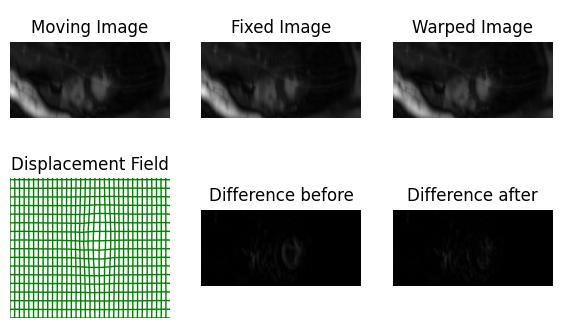 Moving Image
Fixed Image
Warped Image
Displacement Field
Difference before
Difference after